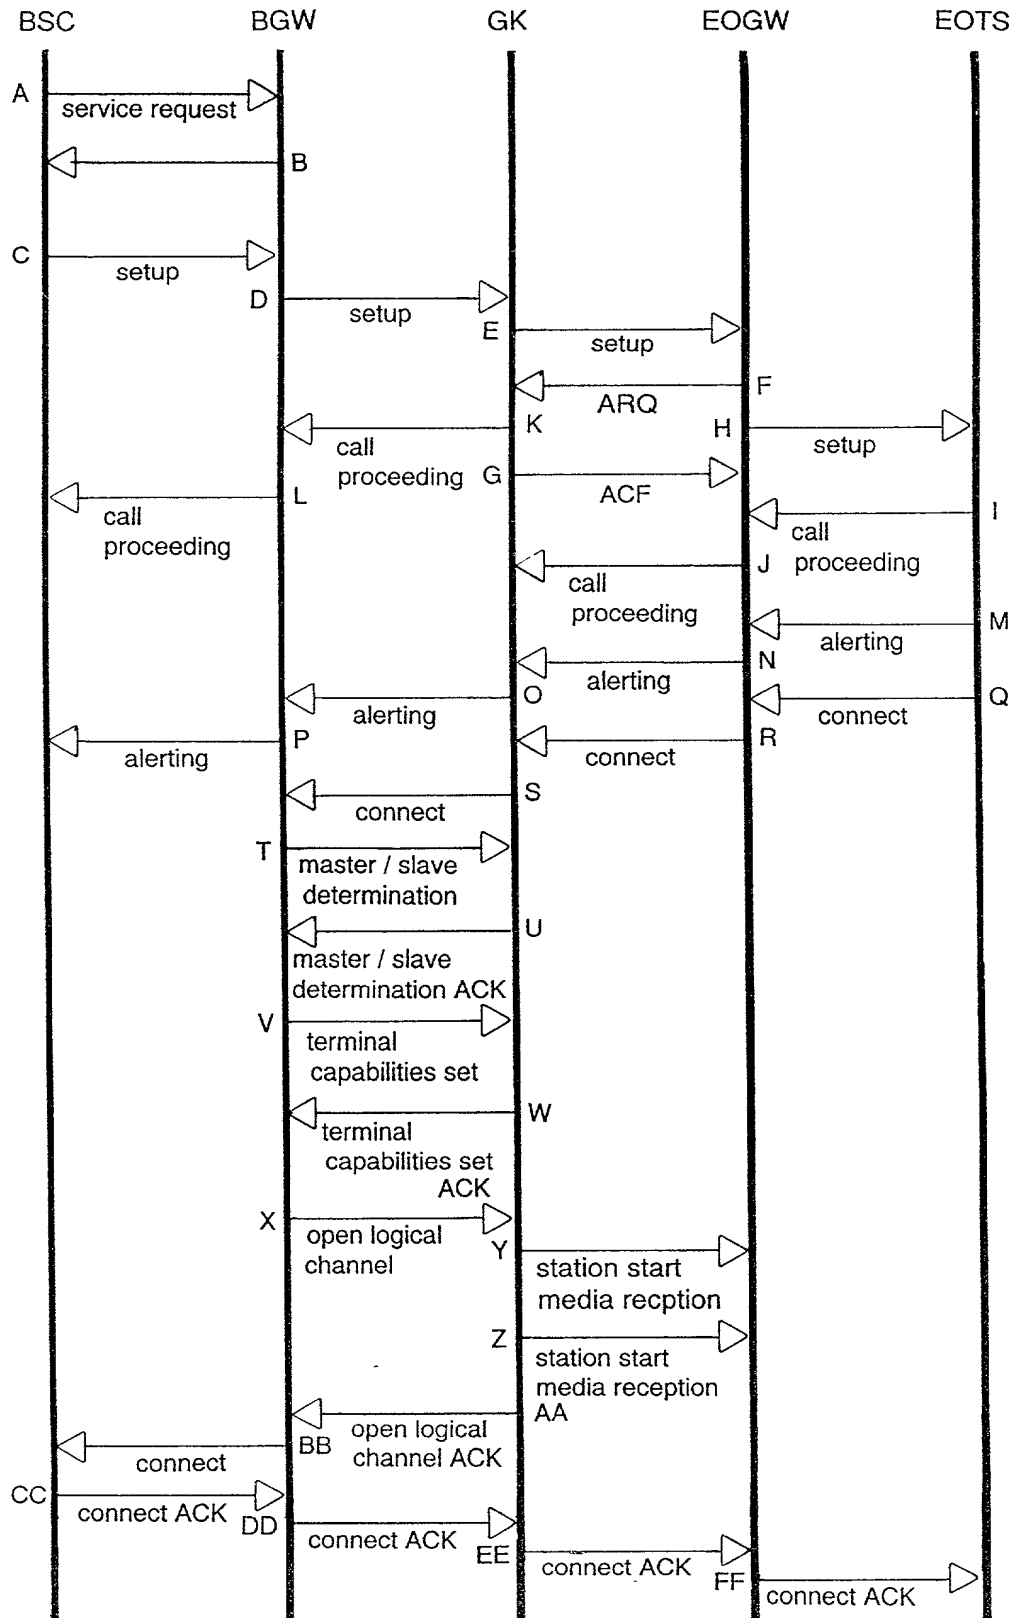 BSC BGW GK EOGW EOTS
A
service request
B
C
setup
D
setup
E
setup
F
ARQ
K
call
proceeding
H
setup
G
ACF
L
call
proceeding
I
call
proceeding
J
call
proceeding
M
alerting
N
alerting
O
alerting
Q
connect
P
alerting
R
connect
S
connect
T
master / slave
determination
U
master / slave
determination ACK
V
terminal
capabilities set
W
terminal
capabilities set
ACK
X
open logical
channel
Y
station start
media recption
Z
station start
media reception
AA
open logical
channel ACK
BB
connect
CC
connect ACK
DD
connect ACK
EE
connect ACK
FF
connect ACK